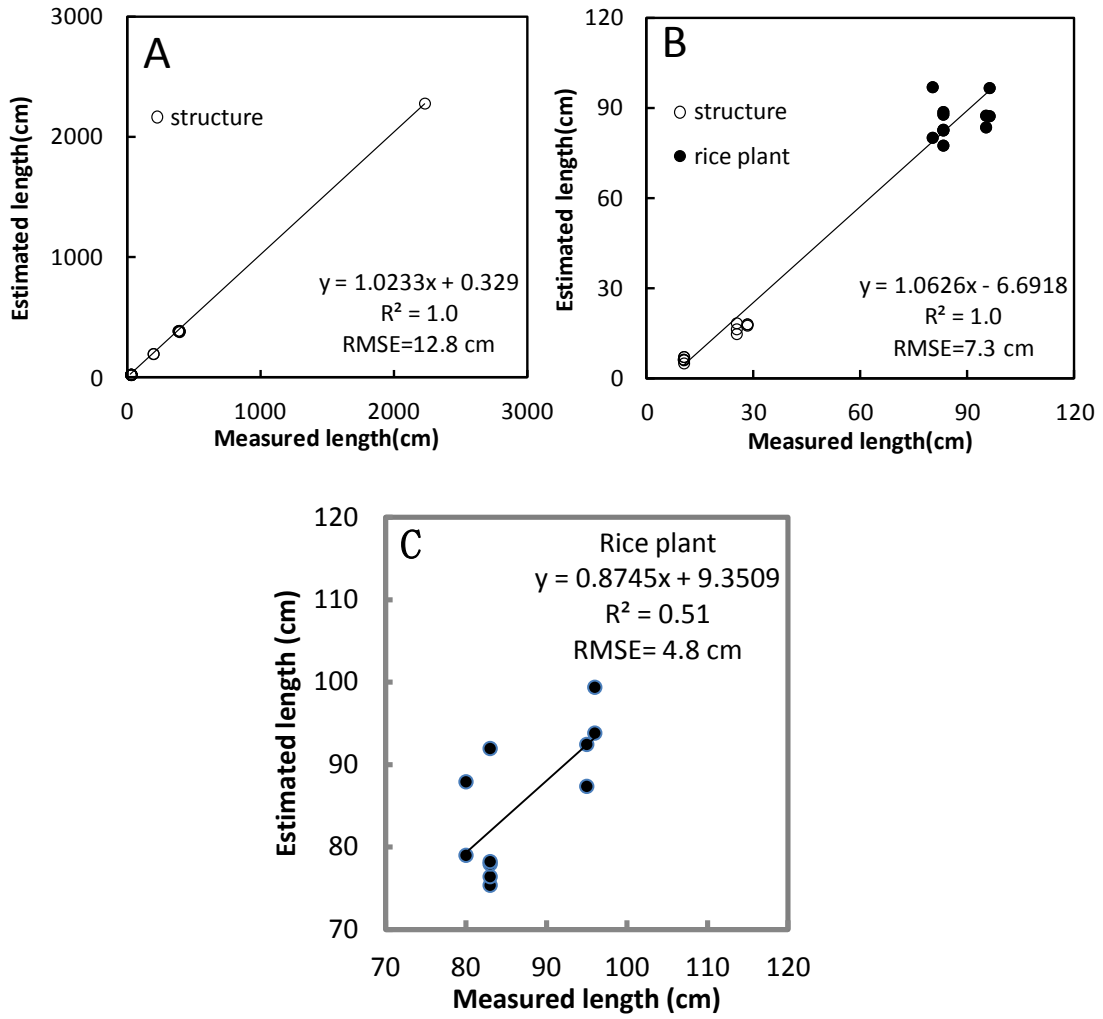 A
3000
2000
1000
0
Estimated length(cm)
structure
y = 1.0233x + 0.329
R² = 1.0
RMSE=12.8 cm
0 1000 2000 3000
Measured length(cm)
B
120
90
60
30
0
Estimated length(cm)
structure
rice plant
y = 1.0626x - 6.6918
R² = 1.0
RMSE=7.3 cm
0 30 60 90 120
Measured length(cm)
C
120
110
100
90
80
70
Estimated length (cm)
Rice plant
y = 0.8745x + 9.3509
R² = 0.51
RMSE= 4.8 cm
70 80 90 100 110 120
Measured length (cm)